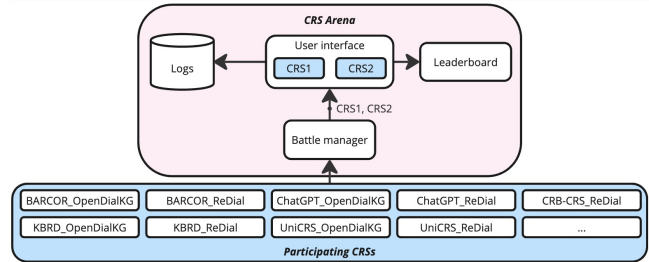 CRS Arena
User interface
Logs
CRS1
CRS2
Leaderboard
CRS1, CRS2
Battle manager
BARCOR_OpenDialKG
BARCOR_ReDial
ChatGPT_OpenDialKG
ChatGPT_ReDial
CRB-CRS_ReDial
KBRD_OpenDialKG
KBRD_ReDial
UniCRS_OpenDialKG
UniCRS_ReDial
...
Participating CRSs